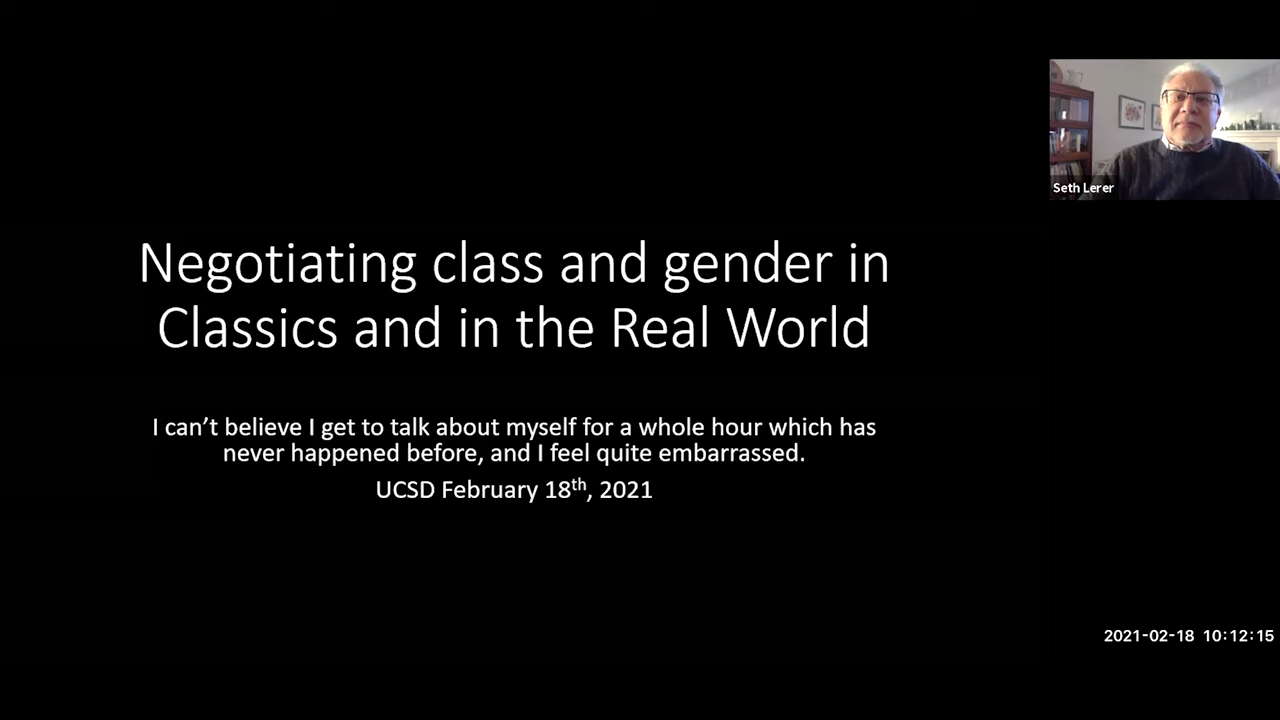 Seth Lerer
Negotiating class and gender in
Classics and in the Real World
I can’t believe I get to talk about myself for a whole hour which has
never happened before, and I feel quite embarrassed.
UCSD February 18th, 2021
2021-02-18 10:12:15